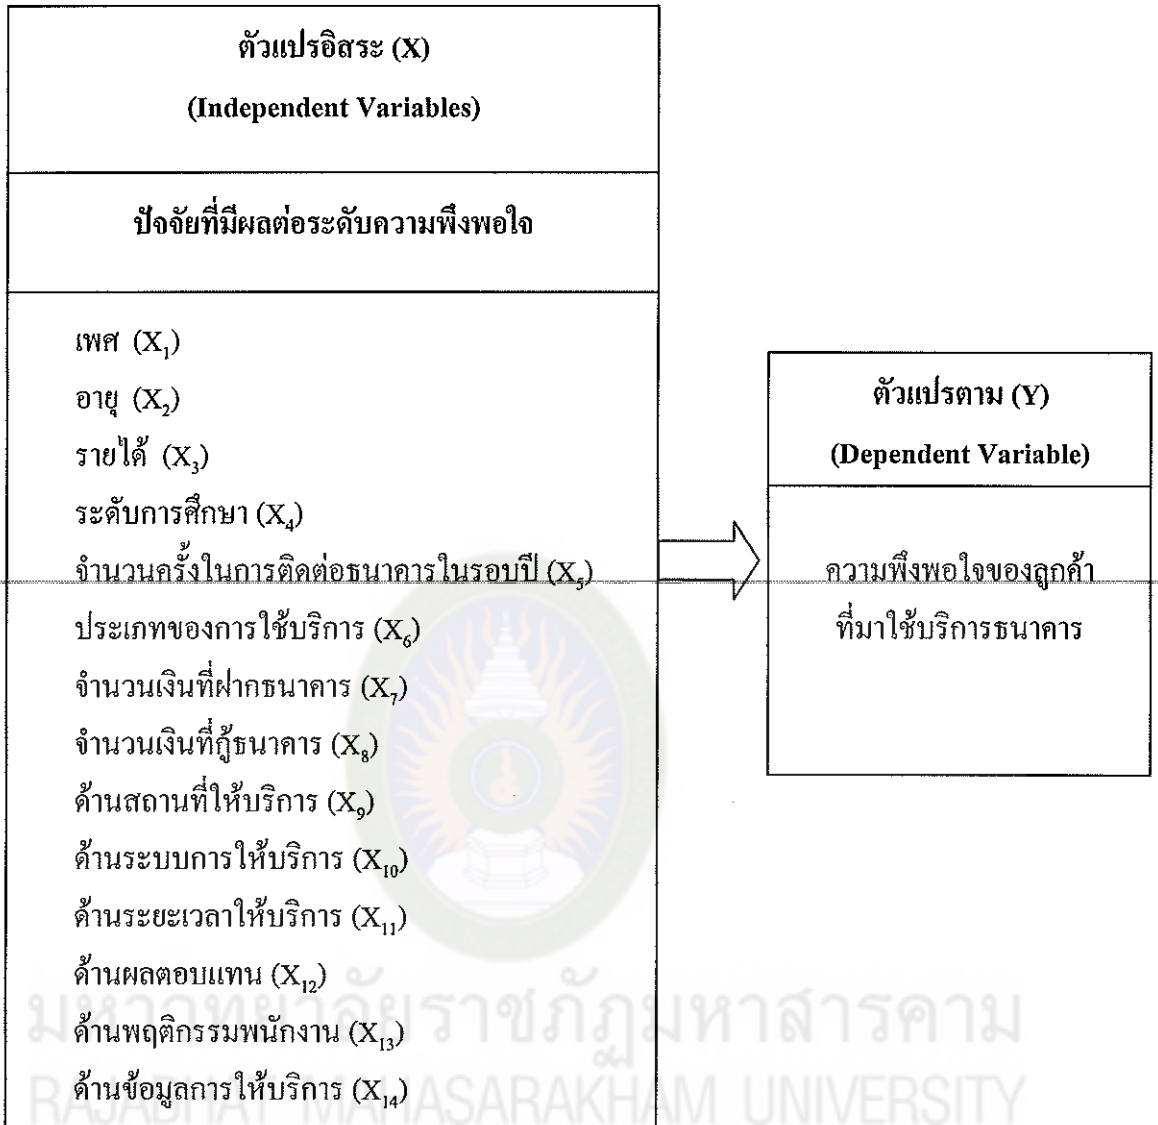 ตัวแปรอิสระ (X)
(Independent Variables)
ปัจจัยที่มีผลต่อระดับความพึงพอใจ
เพศ (X₁)
อายุ (X₂)
รายได้ (X₃)
ระดับการศึกษา (X₄)
จำนวนครั้งในการติดต่อธนาคารในรอบปี (X₅)
ประเภทของการใช้บริการ (X₆)
จำนวนเงินที่ฝากธนาคาร (X₇)
จำนวนเงินที่กู้ธนาคาร (X₈)
ด้านสถานที่ให้บริการ (X₉)
ด้านระบบการให้บริการ (X₁₀)
ด้านระยะเวลาให้บริการ (X₁₁)
ด้านผลตอบแทน (X₁₂)
ด้านพฤติกรรมพนักงาน (X₁₃)
ด้านข้อมูลการให้บริการ (X₁₄)
ตัวแปรตาม (Y)
(Dependent Variable)
ความพึงพอใจของลูกค้า
ที่มาใช้บริการธนาคาร
มหาวิทยาลัยราชภัฏมหาสารคาม
RAJABHAT MAHASARAKHAM UNIVERSITY